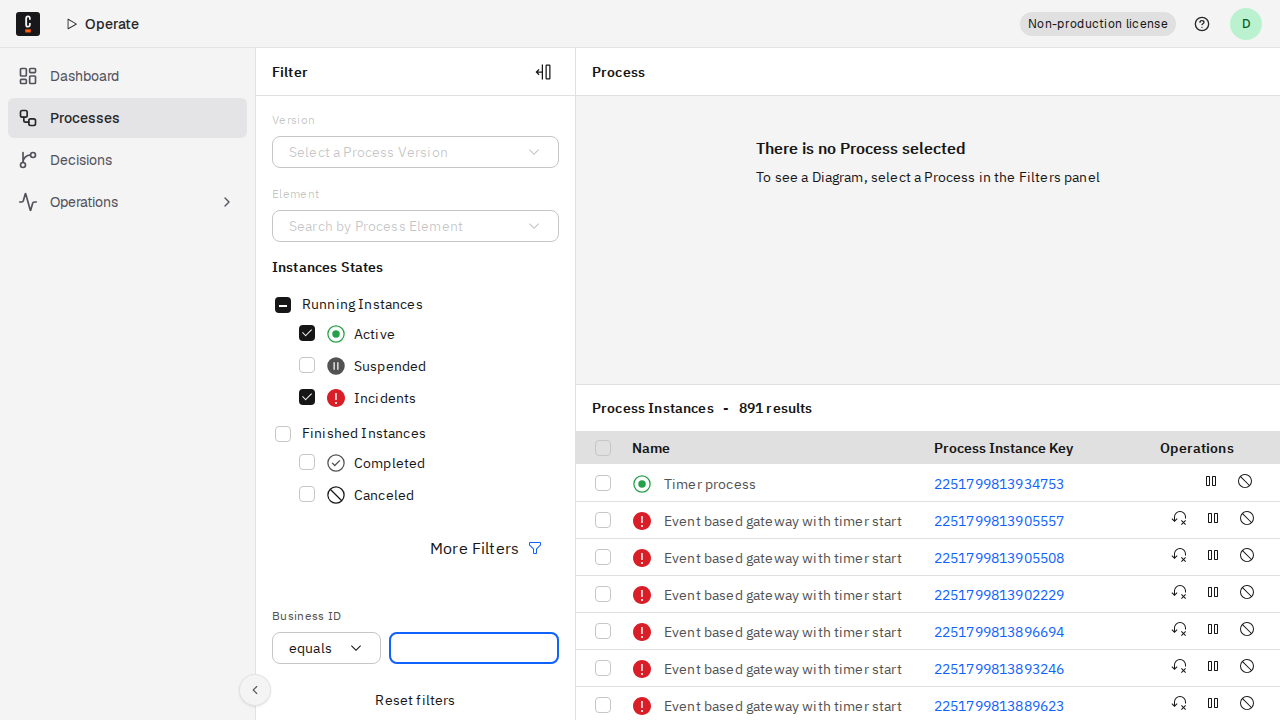 C
Operate
Non-production license
D
Dashboard
Processes
Decisions
Operations
Filter
Version
Select a Process Version
Element
Search by Process Element
Instances States
Running Instances
Active
Suspended
Incidents
Finished Instances
Completed
Canceled
More Filters
Business ID
equals
Reset filters
Process
There is no Process selected
To see a Diagram, select a Process in the Filters panel
Process Instances - 891 results
Name Process Instance Key Operations
Timer process 2251799813934753
Event based gateway with timer start 2251799813905557
Event based gateway with timer start 2251799813905508
Event based gateway with timer start 2251799813902229
Event based gateway with timer start 2251799813896694
Event based gateway with timer start 2251799813893246
Event based gateway with timer start 2251799813889623